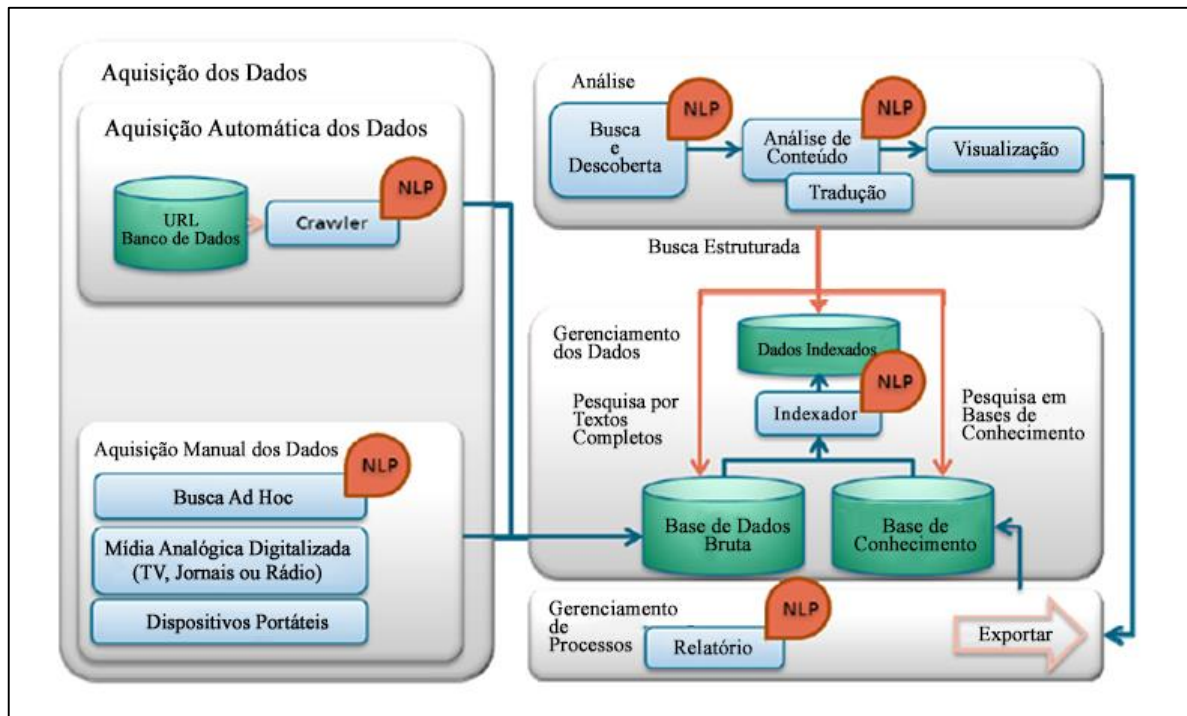 Aquisição dos Dados
Aquisição Automática dos Dados
NLP
URL
Banco de Dados
Crawler
Aquisição Manual dos Dados
NLP
Busca Ad Hoc
Mídia Analógica Digitalizada
(TV, Jornais ou Rádio)
Dispositivos Portáteis
Análise
NLP
NLP
Busca
e
Descoberta
Análise de
Conteúdo
Tradução
Visualização
Busca Estruturada
Gerenciamento
dos Dados
Dados Indexados
NLP
Indexador
Pesquisa por
Textos
Completos
Pesquisa em
Bases de
Conhecimento
Base de Dados
Bruta
Base de
Conhecimento
Gerenciamento
de
Processos
NLP
Relatório
Exportar